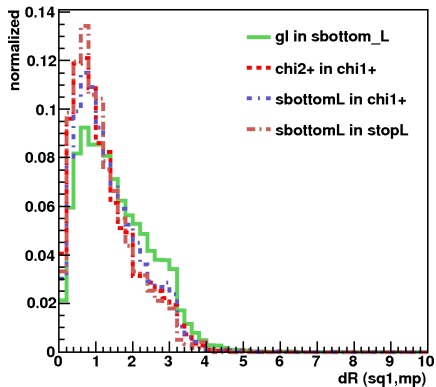 normalized
0.14
0.12
0.1
0.08
0.06
0.04
0.02
0
gl in sbottom_L
chi2+ in chi1+
sbottomL in chi1+
sbottomL in stopL
0 1 2 3 4 5 6 7 8 9 10
dR (sq1,mp)